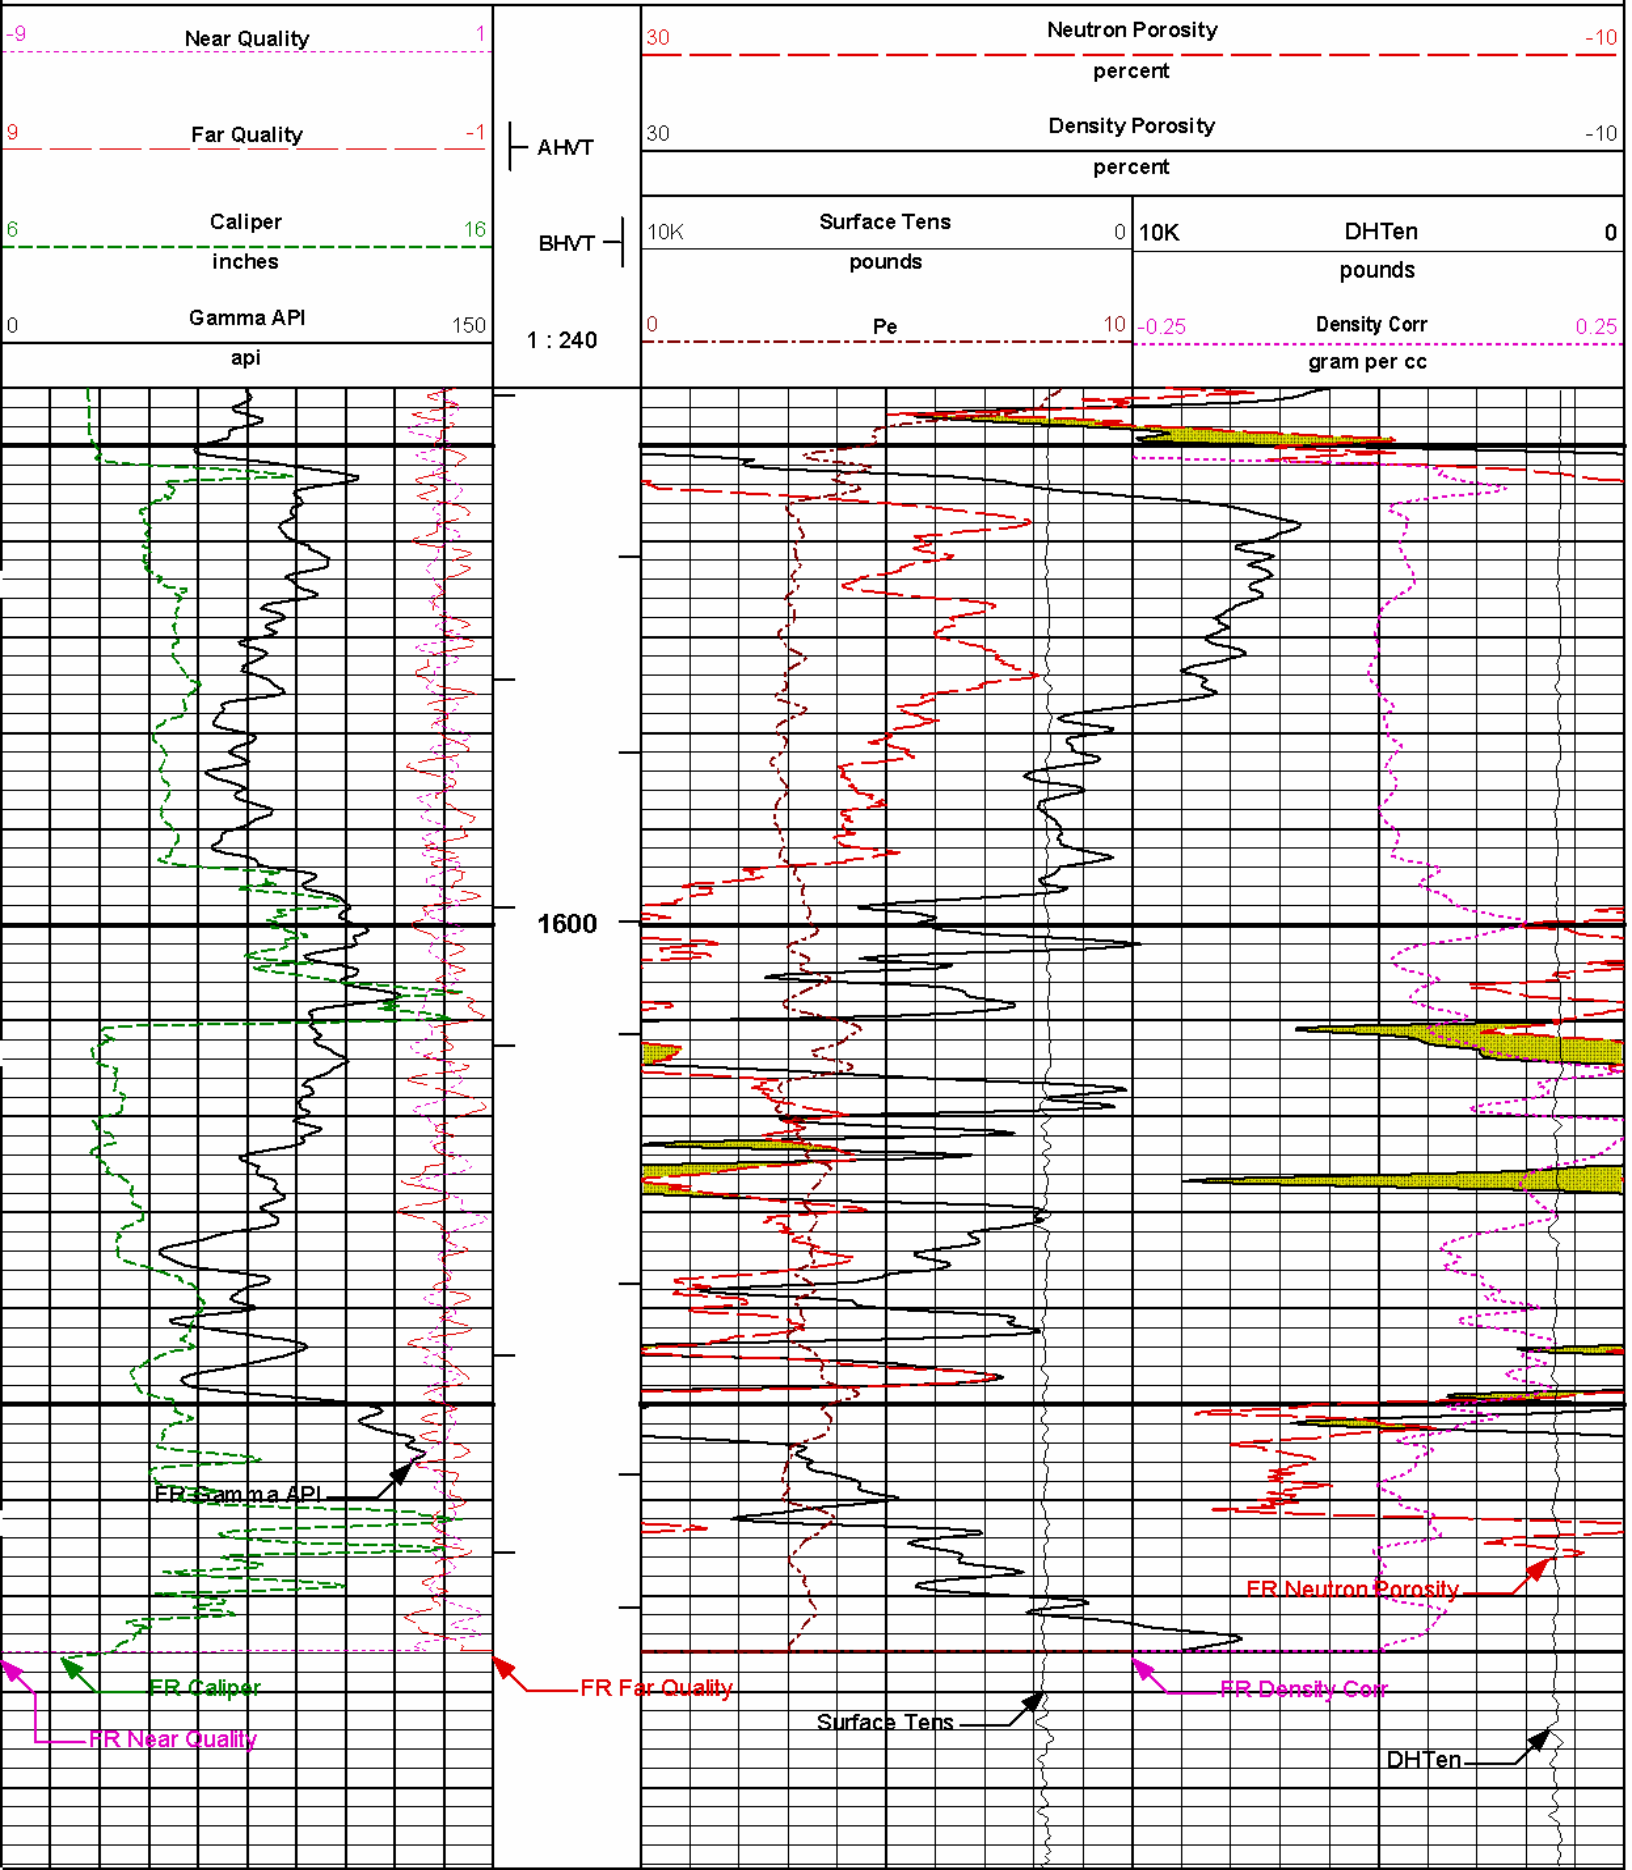 -9 Near Quality 1
9 Far Quality -1
6 Caliper 16
inches
0 Gamma API 150
api
AHVT
BHVT
1 : 240
30 Neutron Porosity -10
percent
30 Density Porosity -10
percent
10K Surface Tens 0
pounds
0 Pe 10
10K DHTen 0
pounds
-0.25 Density Corr 0.25
gram per cc
1600
FR Gamma API
FR Neutron Porosity
FR Caliper
FR Far Quality
FR Density Corr
Surface Tens
FR Near Quality
DHTen